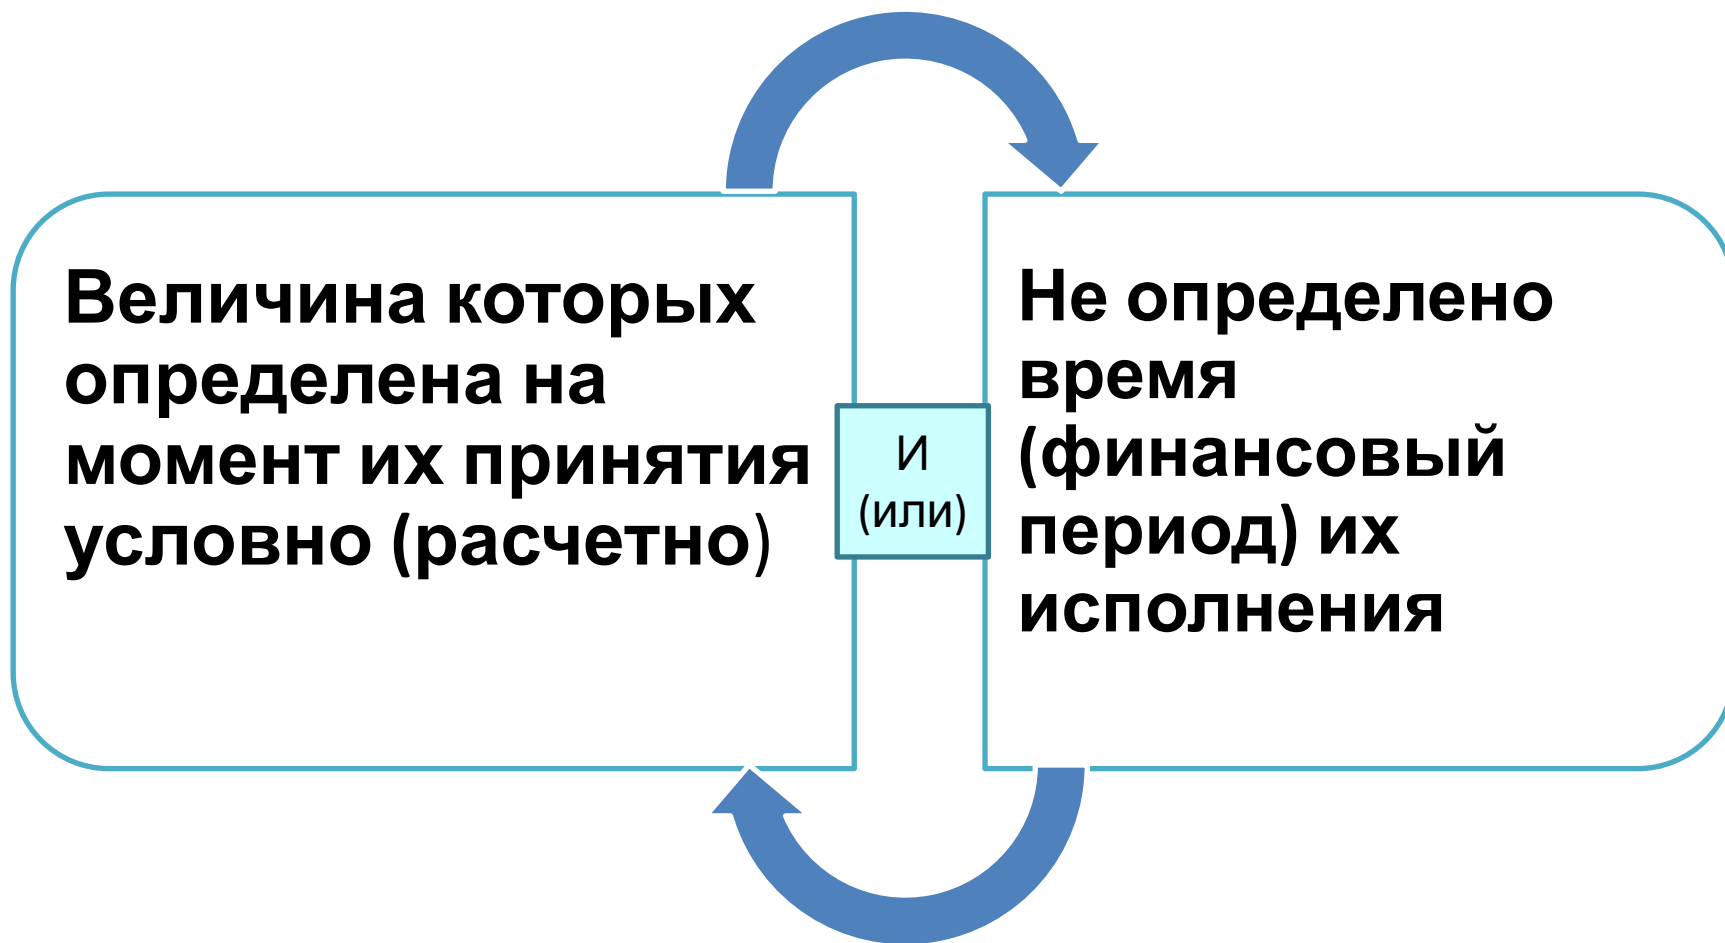 Величина которых
определена на
момент их принятия
условно (расчетно)
И
(или)
Не определено
время
(финансовый
период) их
исполнения